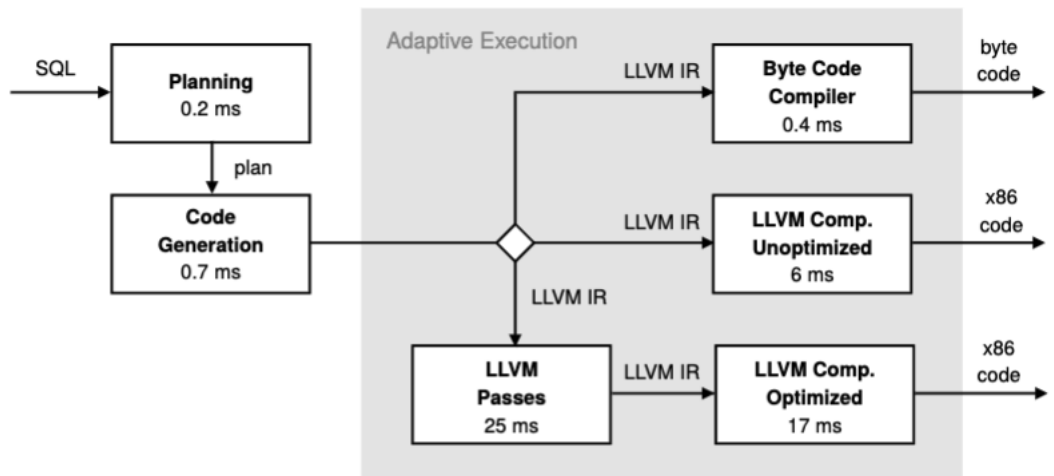 Adaptive Execution
SQL
Planning
0.2 ms
plan
Code
Generation
0.7 ms
LLVM IR
Byte Code
Compiler
0.4 ms
byte
code
LLVM IR
LLVM Comp.
Unoptimized
6 ms
x86
code
LLVM IR
LLVM
Passes
25 ms
LLVM IR
LLVM Comp.
Optimized
17 ms
x86
code